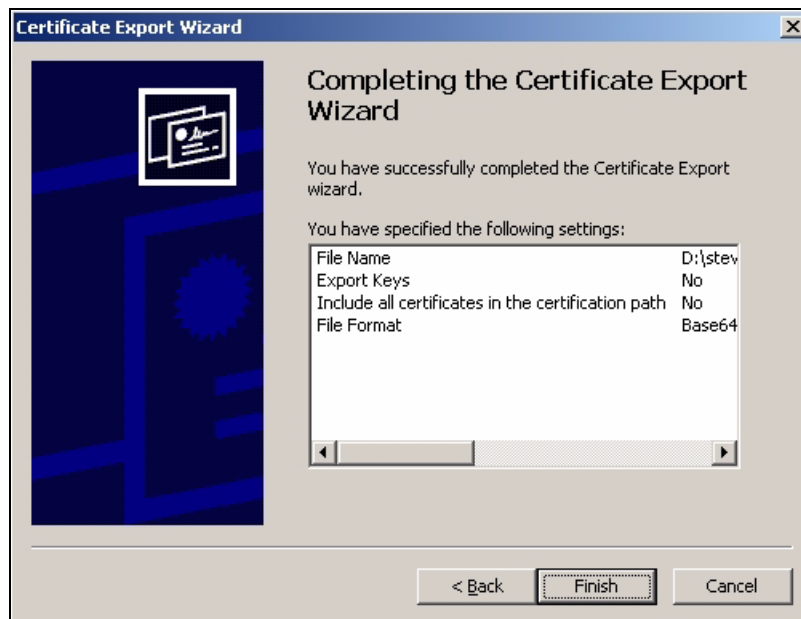 Certificate Export Wizard
Completing the Certificate Export
Wizard
You have successfully completed the Certificate Export
wizard.
You have specified the following settings:
File Name D:\stev
Export Keys No
Include all certificates in the certification path No
File Format Base64
< Back Finish Cancel